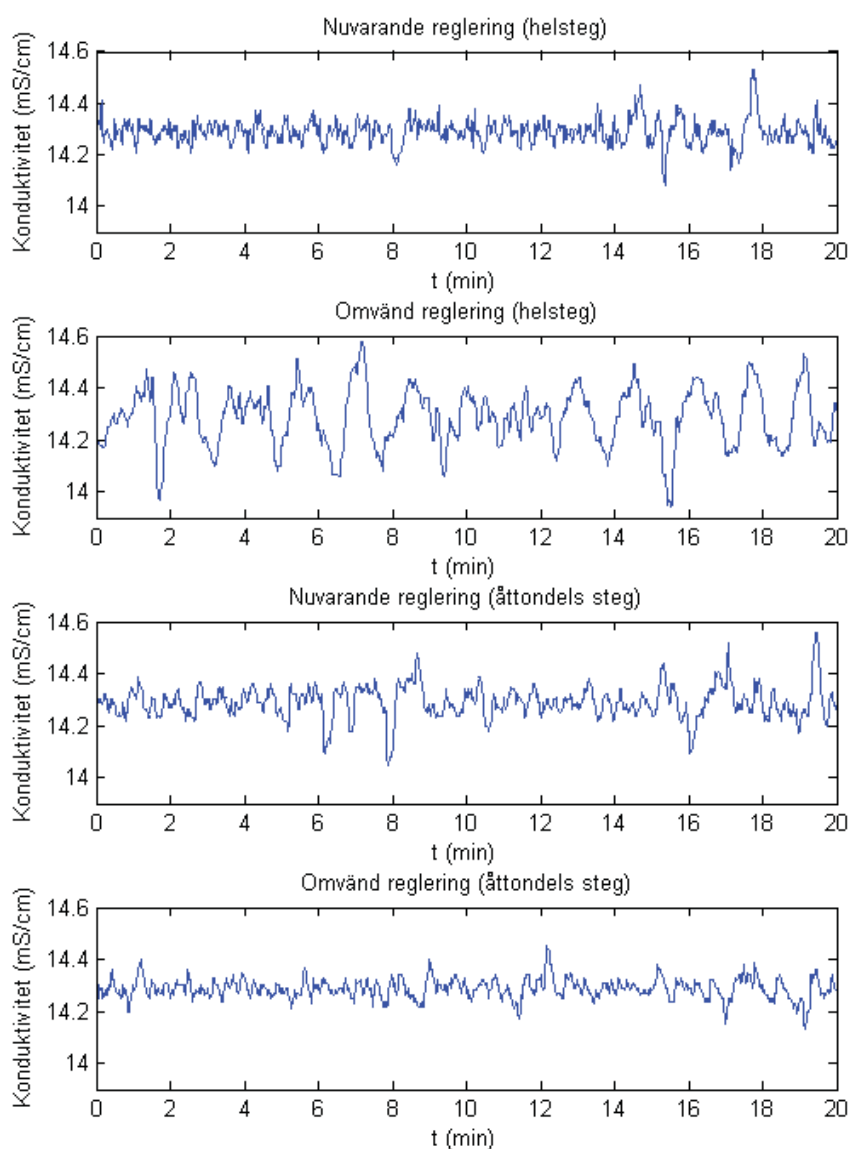 Nuvarande reglering (helsteg)
Konduktivitet (mS/cm)
14.6
14.4
14.2
14
0 2 4 6 8 10 12 14 16 18 20
t (min)
Omvänd reglering (helsteg)
Konduktivitet (mS/cm)
14.6
14.4
14.2
14
0 2 4 6 8 10 12 14 16 18 20
t (min)
Nuvarande reglering (åttondels steg)
Konduktivitet (mS/cm)
14.6
14.4
14.2
14
0 2 4 6 8 10 12 14 16 18 20
t (min)
Omvänd reglering (åttondels steg)
Konduktivitet (mS/cm)
14.6
14.4
14.2
14
0 2 4 6 8 10 12 14 16 18 20
t (min)